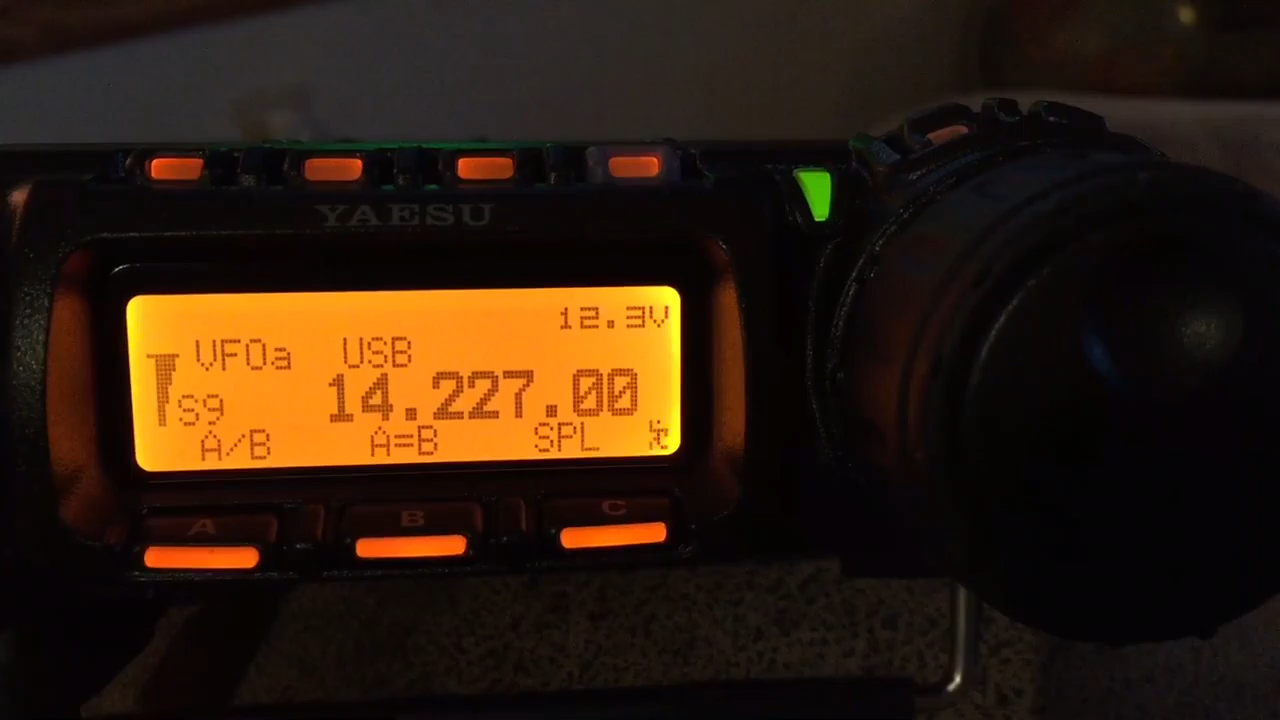 YAESU
12.3V
VFOa USB
14.227.00
S9
A/B A=B SPL
A B C